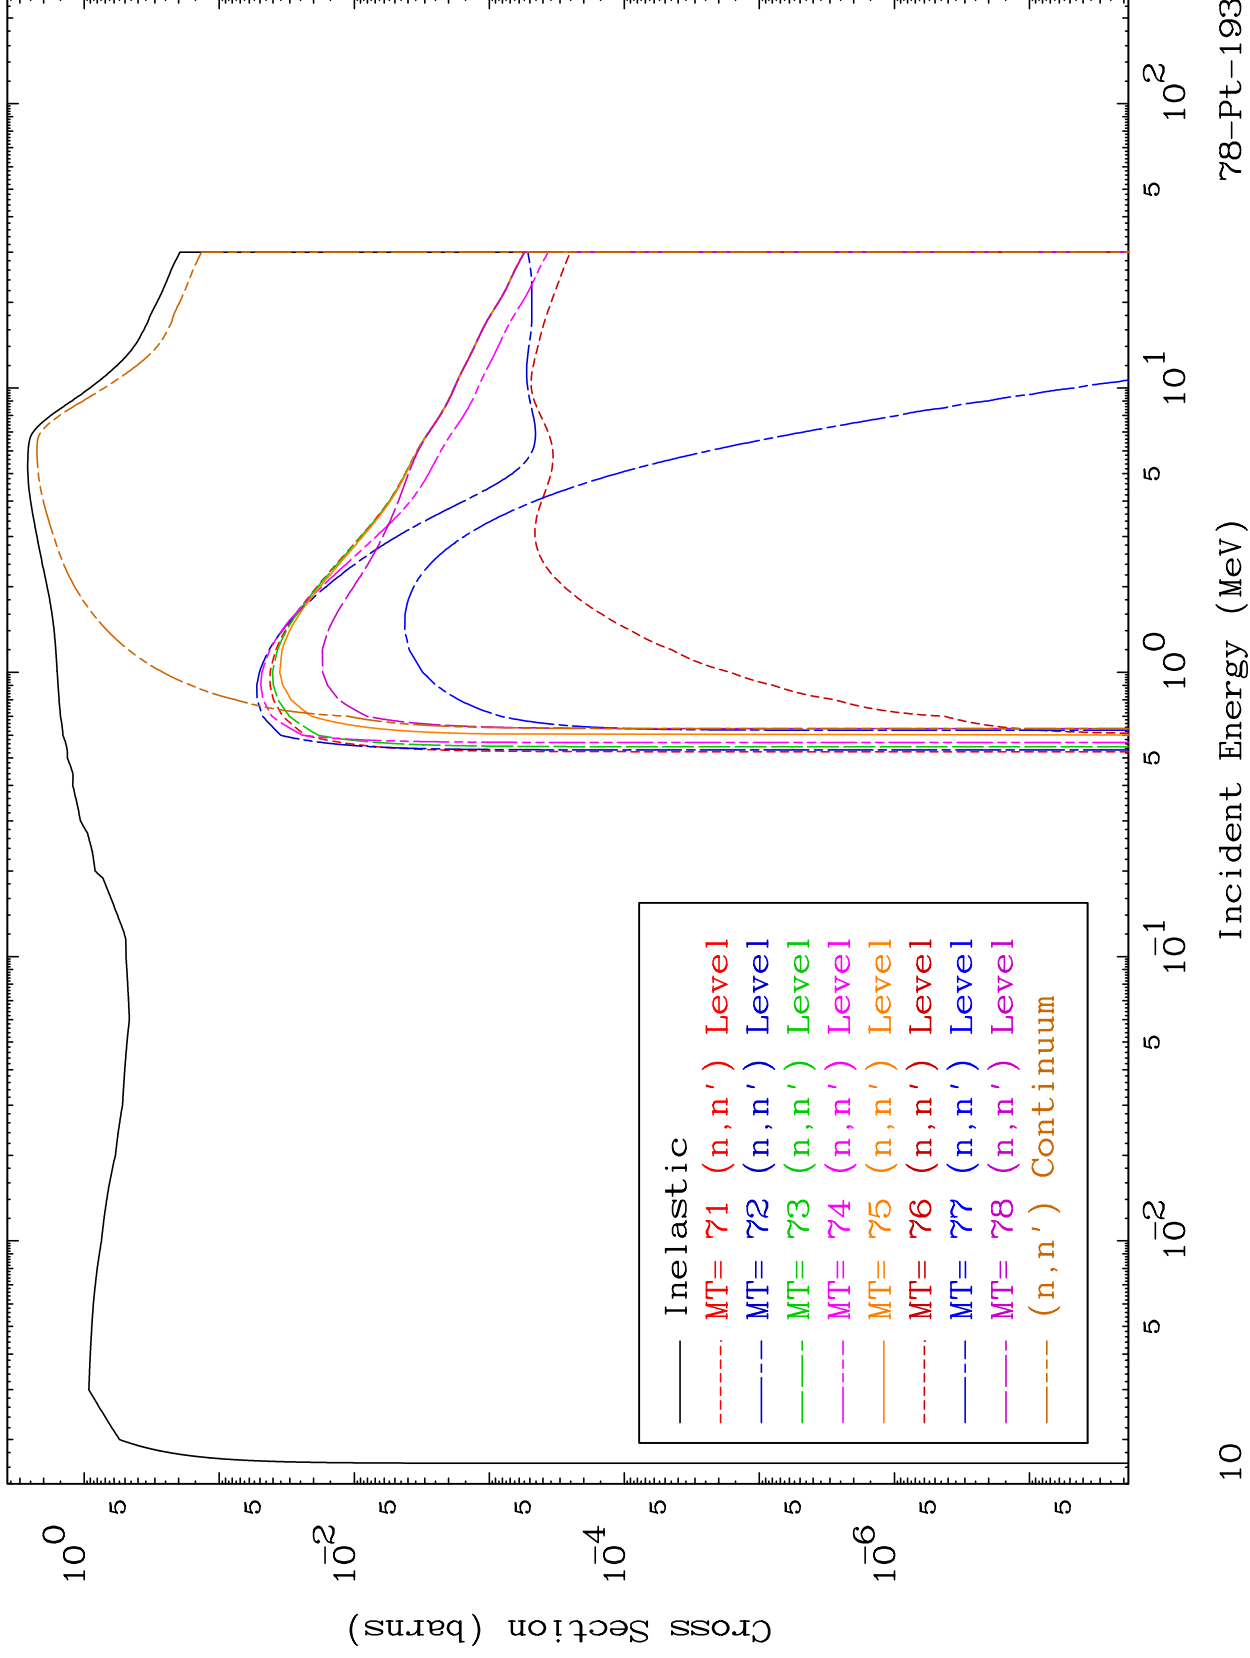 Cross Section (barns)
10^0
5
5
10^-2
5
5
10^-4
5
5
10^-6
5
5
Inelastic
MT= 71 (n,n') Level
MT= 72 (n,n') Level
MT= 73 (n,n') Level
MT= 74 (n,n') Level
MT= 75 (n,n') Level
MT= 76 (n,n') Level
MT= 77 (n,n') Level
MT= 78 (n,n') Level
(n,n') Continuum
5
10^-2
5
10^-1
5
10^0
5
10^1
5
10^2
10
Incident Energy (MeV)
78-Pt-193